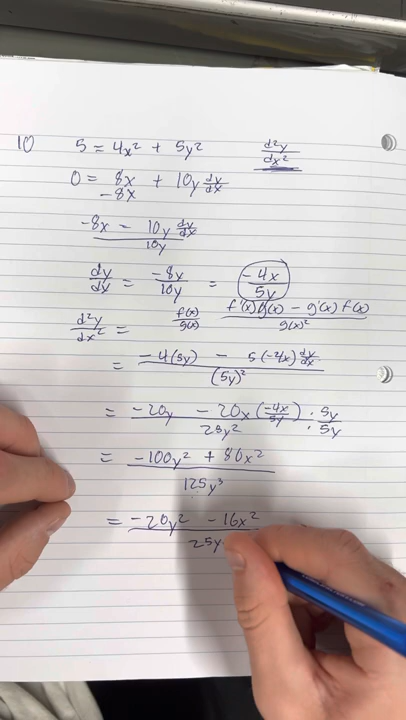 10 5 = 4x² + 5y² d²y/dx²
0 = 8x + 10y dy/dx
-8x
-8x = 10y dy/dx
10y
dy/dx = -8x/10y = -4x/5y
d²y/dx² = f(x)/g(x) f'(x)g(x) - g'(x) f(x) / g(x)²
= -4(5y) - 5(-4x) dy/dx / (5y)²
= -20y - 20x (-4x/5y) / 25y² · 5y/5y
= -100y² + 80x² / 125y³
= -20y² - 16x² / 25y